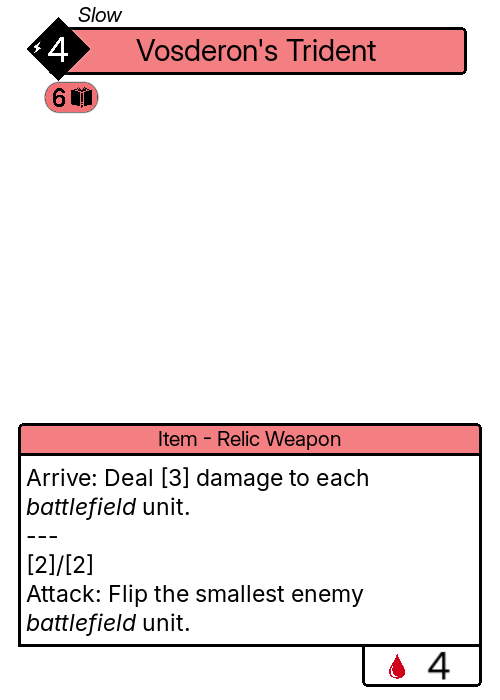 Slow
4
Vosderon's Trident
6
Item - Relic Weapon
Arrive: Deal [3] damage to each
battlefield unit.
---
[2]/[2]
Attack: Flip the smallest enemy
battlefield unit.
4